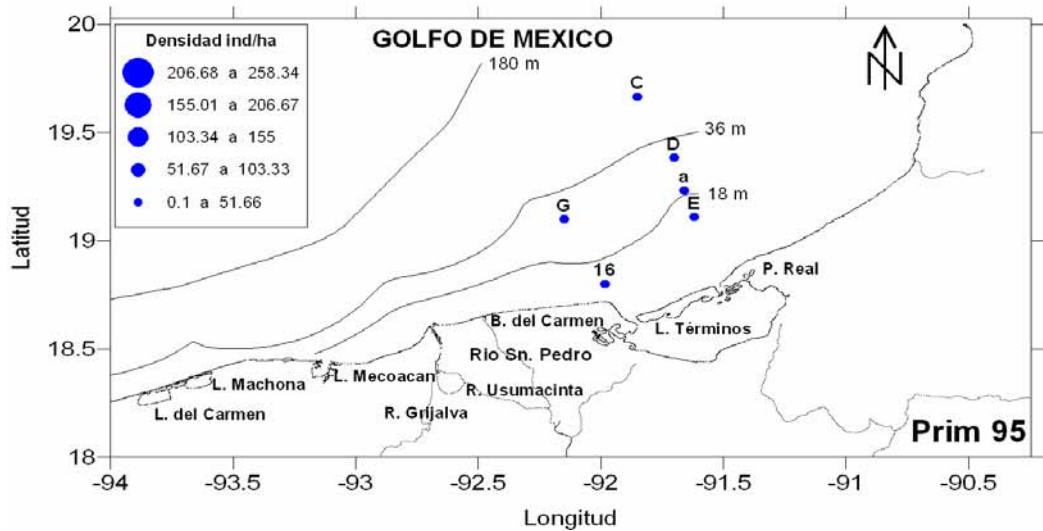 GOLFO DE MEXICO
Densidad ind/ha
206.68 a 258.34
155.01 a 206.67
103.34 a 155
51.67 a 103.33
0.1 a 51.66
180 m
36 m
18 m
C
D
a
E
G
16
N
P. Real
L. Términos
B. del Carmen
Rio Sn. Pedro
R. Usumacinta
R. Grijalva
L. Mecoacan
L. Machona
L. del Carmen
Prim 95
20
19.5
19
18.5
18
Latitud
-94
-93.5
-93
-92.5
-92
-91.5
-91
-90.5
Longitud